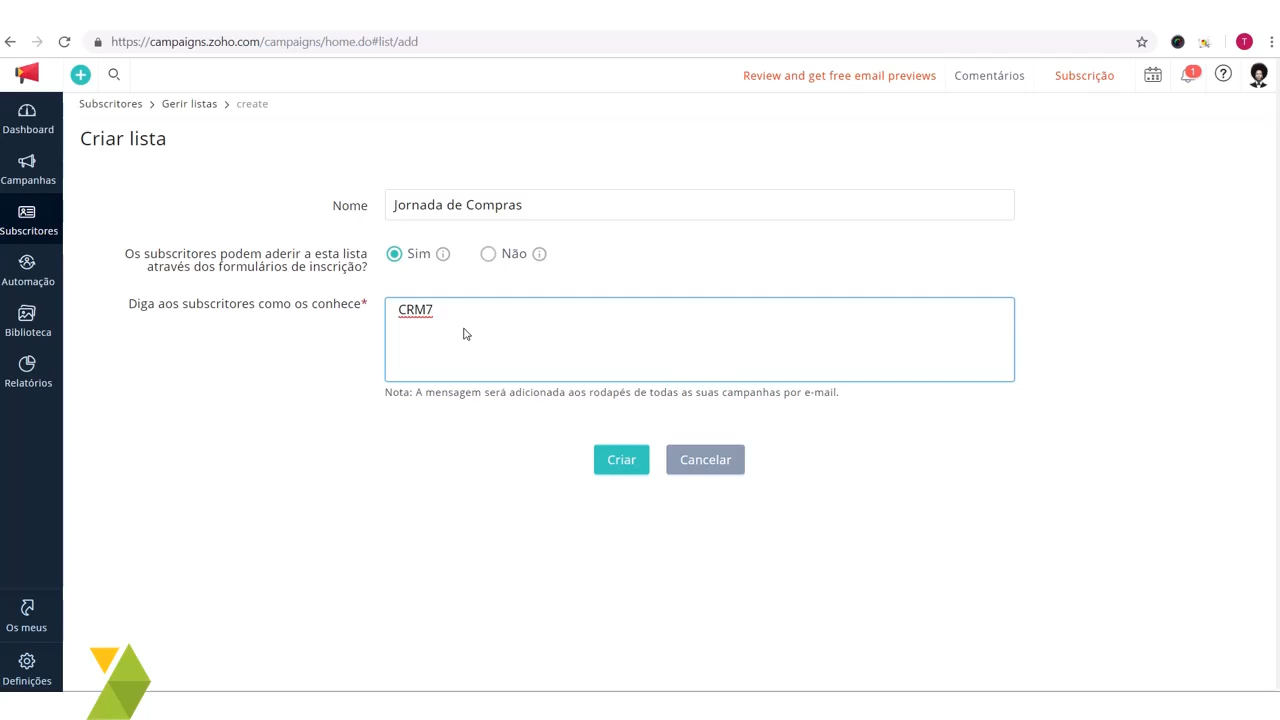 https://campaigns.zoho.com/campaigns/home.do#list/add
T
Review and get free email previews
Comentários
Subscrição
1
Subscritores > Gerir listas > create
Dashboard
Criar lista
Campanhas
Nome
Jornada de Compras
Subscritores
Os subscritores podem aderir a esta lista
através dos formulários de inscrição?
Sim
Não
Automação
Diga aos subscritores como os conhece*
CRM7
Biblioteca
Relatórios
Nota: A mensagem será adicionada aos rodapés de todas as suas campanhas por e-mail.
Criar
Cancelar
Os meus
Definições